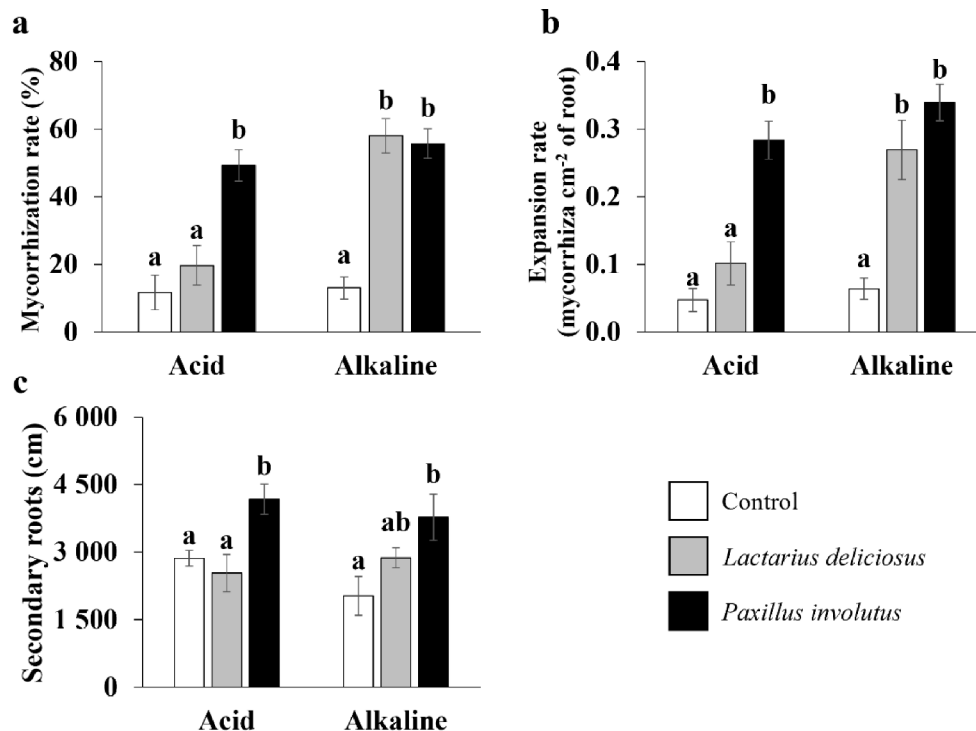 a
Mycorrhization rate (%)
80
60
40
20
0
a
a
b
a
b
b
Acid
Alkaline
b
Expansion rate
(mycorrhiza cm⁻² of root)
0.4
0.3
0.2
0.1
0.0
a
a
b
a
b
b
Acid
Alkaline
c
Secondary roots (cm)
6 000
4 500
3 000
1 500
0
a
a
b
a
ab
b
Acid
Alkaline
Control
Lactarius deliciosus
Paxillus involutus